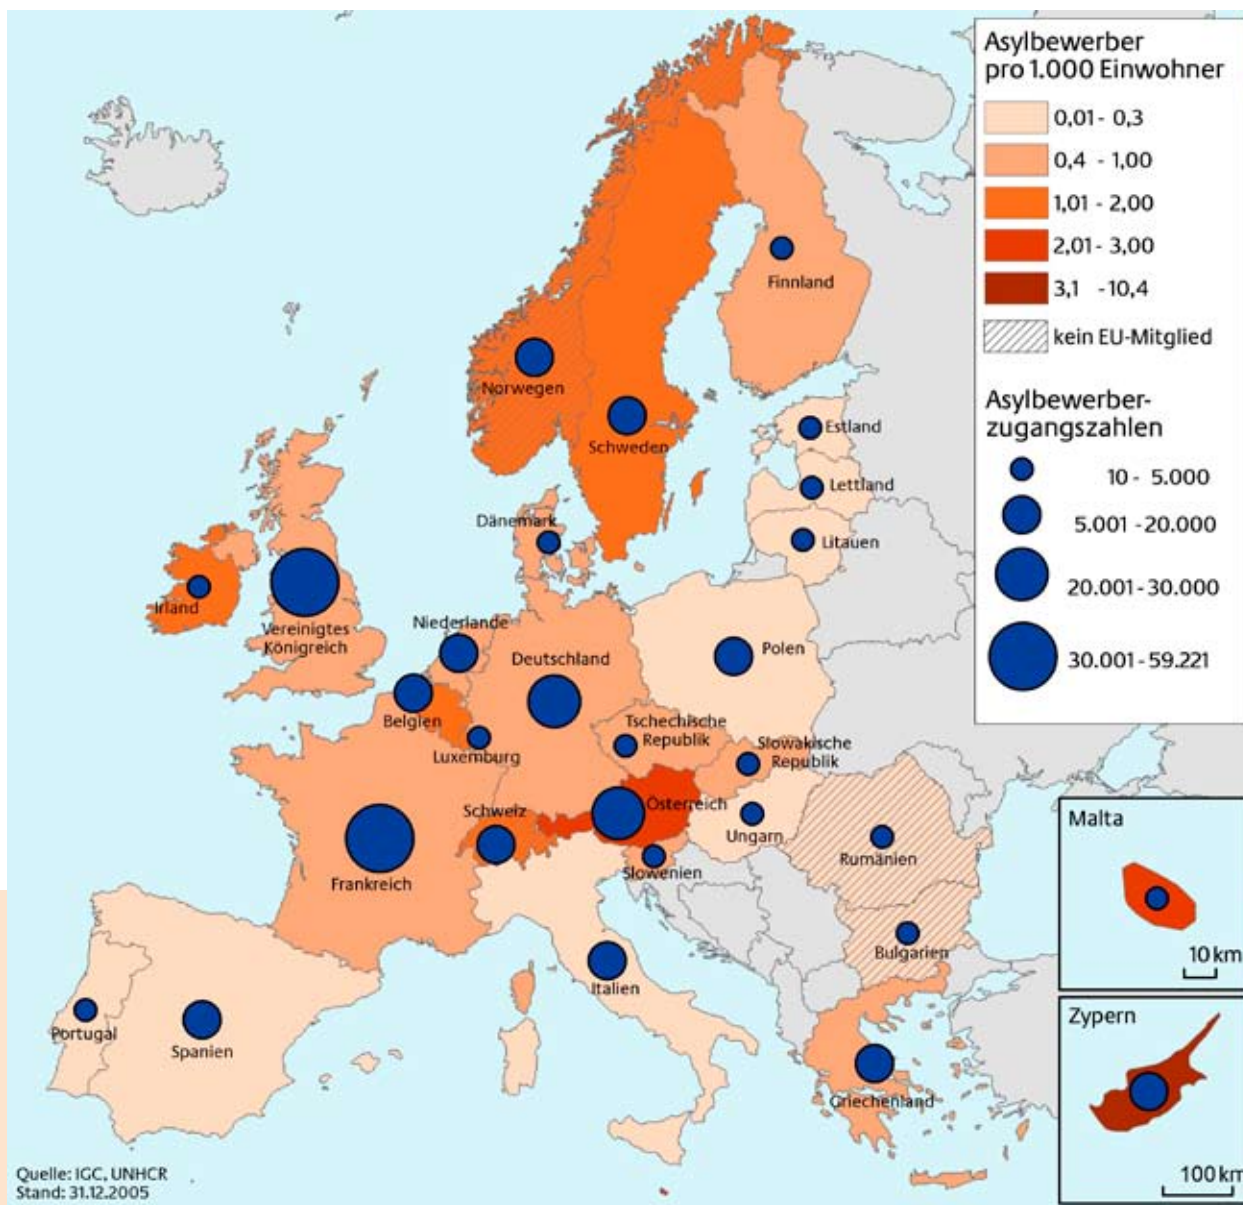 Asylbewerber
pro 1.000 Einwohner
0,01 - 0,3
0,4 - 1,00
1,01 - 2,00
2,01 - 3,00
3,1 - 10,4
kein EU-Mitglied
Asylbewerber-
zugangszahlen
10 - 5.000
5.001 - 20.000
20.001 - 30.000
30.001 - 59.221
Finnland
Norwegen
Schweden
Estland
Lettland
Litauen
Dänemark
Irland
Vereinigtes
Königreich
Niederlande
Deutschland
Polen
Belgien
Luxemburg
Tschechische
Republik
Slowakische
Republik
Schweiz
Österreich
Ungarn
Rumänien
Slowenien
Frankreich
Bulgarien
Italien
Portugal
Spanien
Griechenland
Malta
10 km
Zypern
100 km
Quelle: IGC, UNHCR
Stand: 31.12.2005